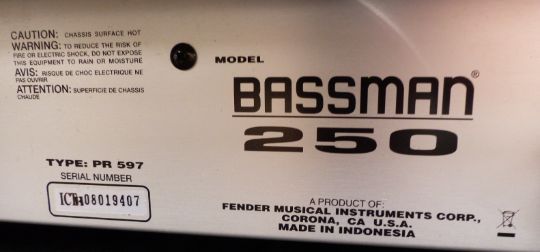 CAUTION: CHASSIS SURFACE HOT
WARNING: TO REDUCE THE RISK OF
FIRE OR ELECTRIC SHOCK, DO NOT EXPOSE
THIS EQUIPMENT TO RAIN OR MOISTURE
AVIS: RISQUE DE CHOC ELECTRIQUE NE
PAS OUVRIR
ATTENTION: SUPERFICIE DE CHASSIS
CHAUDE
MODEL
BASSMAN®
250
TYPE: PR 597
SERIAL NUMBER
08019407
A PRODUCT OF:
FENDER MUSICAL INSTRUMENTS CORP.,
CORONA, CA U.S.A.
MADE IN INDONESIA